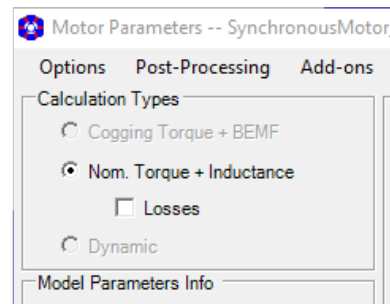 Motor Parameters -- SynchronousMotor
Options Post-Processing Add-ons
Calculation Types
Cogging Torque + BEMF
Nom. Torque + Inductance
Losses
Dynamic
Model Parameters Info